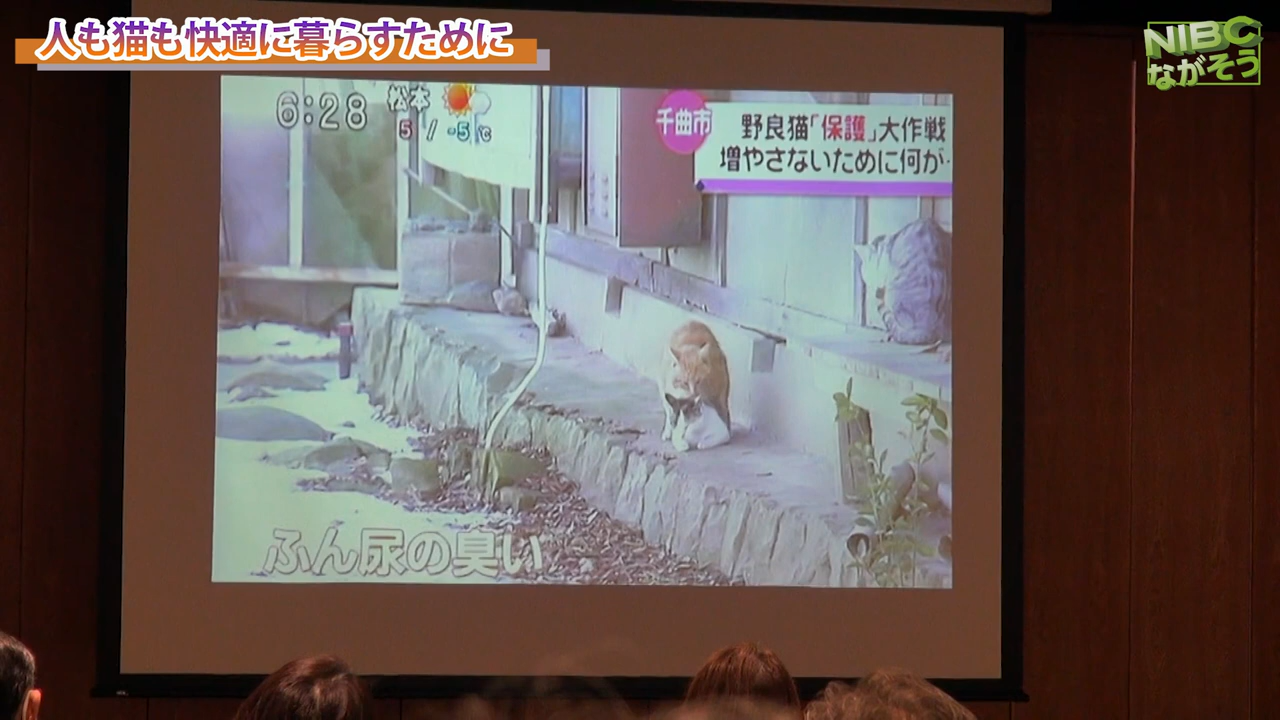 人も猫も快適に暮らすために
NIBC
ながそう
6:28
松本
5 / -5℃
千曲市
野良猫「保護」大作戦
増やさないために何が…
ふん尿の臭い